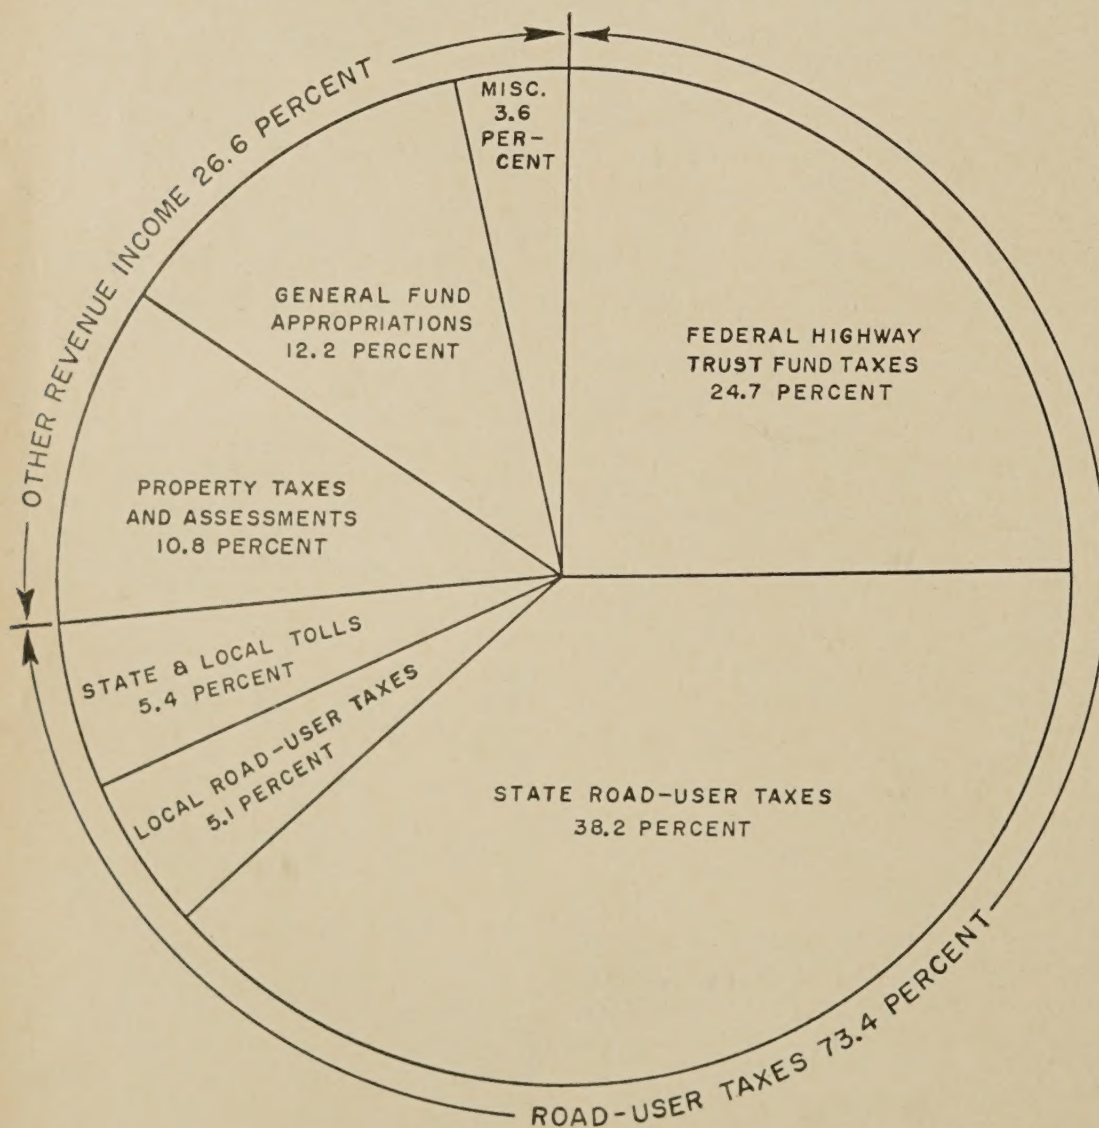 OTHER REVENUE INCOME 26.6 PERCENT
MISC.
3.6
PER-
CENT
GENERAL FUND
APPROPRIATIONS
12.2 PERCENT
FEDERAL HIGHWAY
TRUST FUND TAXES
24.7 PERCENT
PROPERTY TAXES
AND ASSESSMENTS
10.8 PERCENT
STATE & LOCAL TOLLS
5.4 PERCENT
LOCAL ROAD-USER TAXES
5.1 PERCENT
STATE ROAD-USER TAXES
38.2 PERCENT
ROAD-USER TAXES 73.4 PERCENT